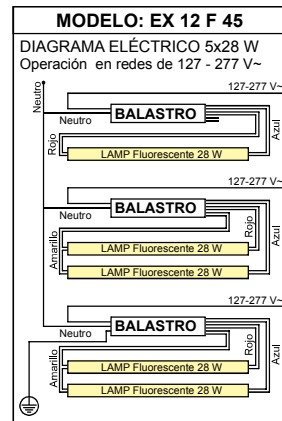 MODELO: EX 12 F 45
DIAGRAMA ELÉCTRICO 5x28 W
Operación en redes de 127 - 277 V~
Neutro
127-277 V~
Neutro
BALASTRO
Rojo
Azul
LAMP Fluorescente 28 W
127-277 V~
Neutro
BALASTRO
Amarillo
Rojo
Azul
LAMP Fluorescente 28 W
LAMP Fluorescente 28 W
127-277 V~
Neutro
BALASTRO
Amarillo
Rojo
Azul
LAMP Fluorescente 28 W
LAMP Fluorescente 28 W